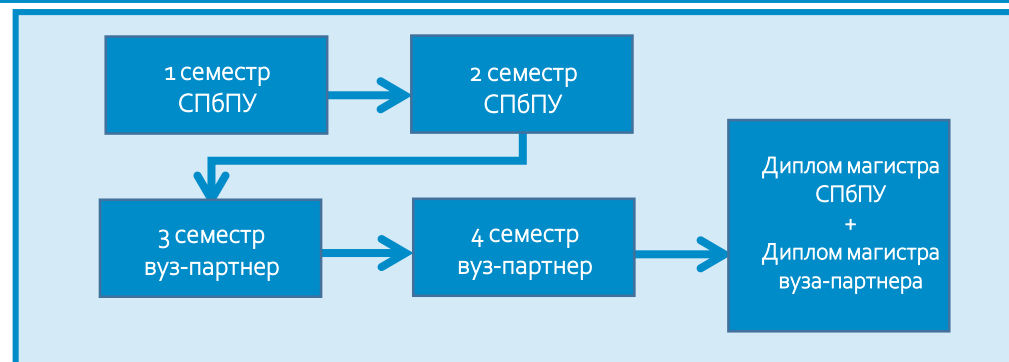 1 семестр
СПбПУ
2 семестр
СПбПУ
3 семестр
вуз-партнер
4 семестр
вуз-партнер
Диплом магистра
СПбПУ
+
Диплом магистра
вуза-партнера